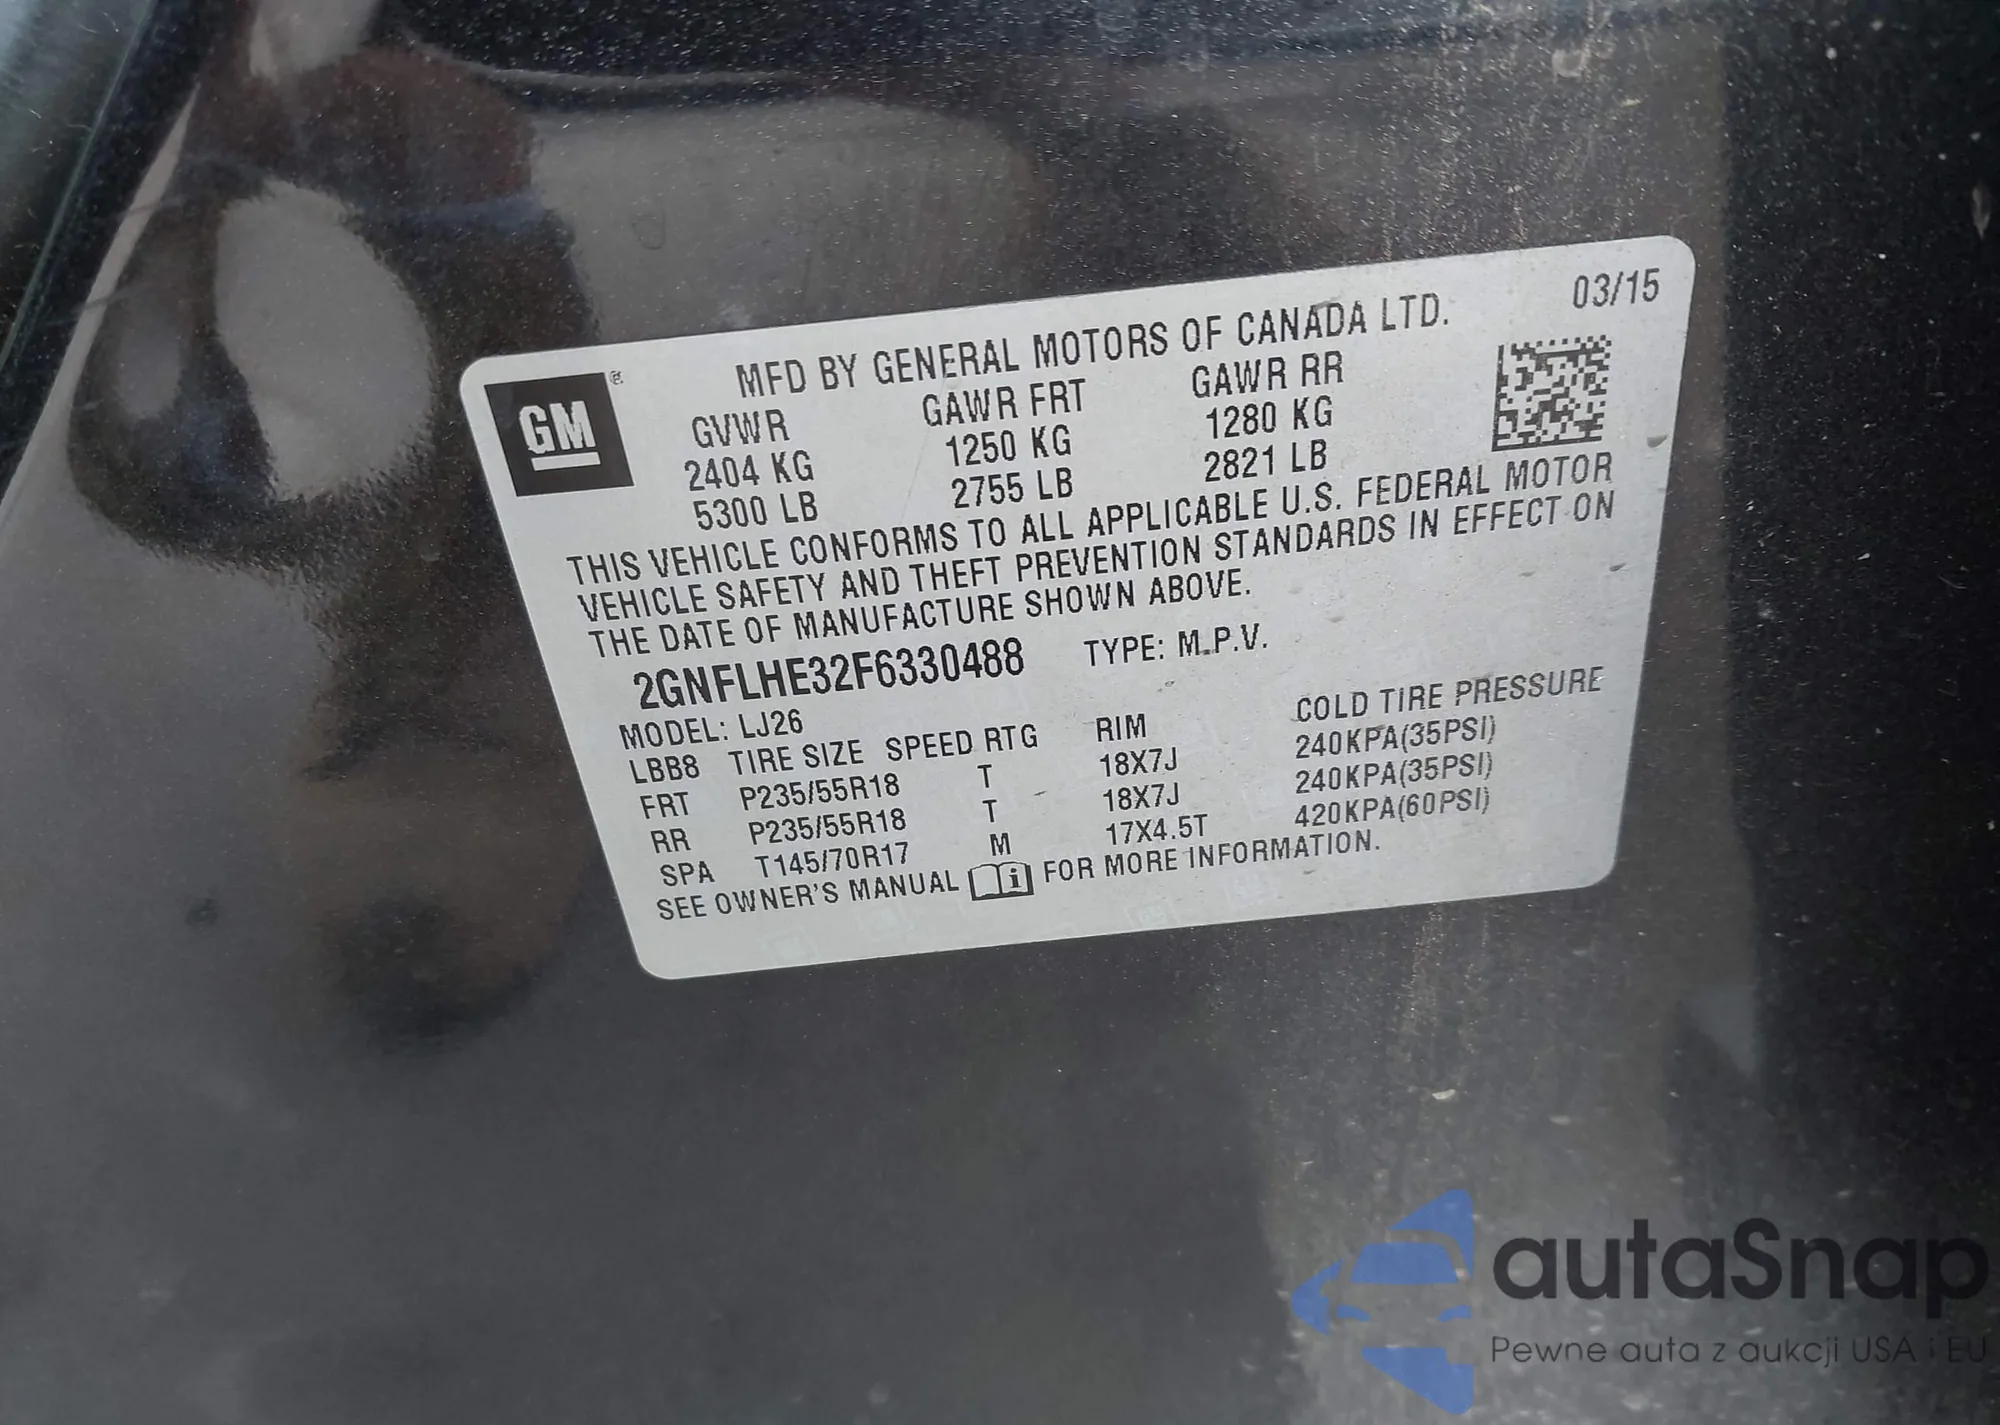 03/15
MFD BY GENERAL MOTORS OF CANADA LTD.
GM ®
GVWR GAWR FRT GAWR RR
2404 KG 1250 KG 1280 KG
5300 LB 2755 LB 2821 LB
THIS VEHICLE CONFORMS TO ALL APPLICABLE U.S. FEDERAL MOTOR
VEHICLE SAFETY AND THEFT PREVENTION STANDARDS IN EFFECT ON
THE DATE OF MANUFACTURE SHOWN ABOVE.
2GNFLHE32F6330488 TYPE: M.P.V.
MODEL: LJ26
LBB8 TIRE SIZE SPEED RTG RIM COLD TIRE PRESSURE
FRT P235/55R18 T 18X7J 240KPA(35PSI)
RR P235/55R18 T 18X7J 240KPA(35PSI)
SPA T145/70R17 M 17X4.5T 420KPA(60PSI)
SEE OWNER'S MANUAL i FOR MORE INFORMATION.
autaSnap
Pewne auta z aukcji USA i EU